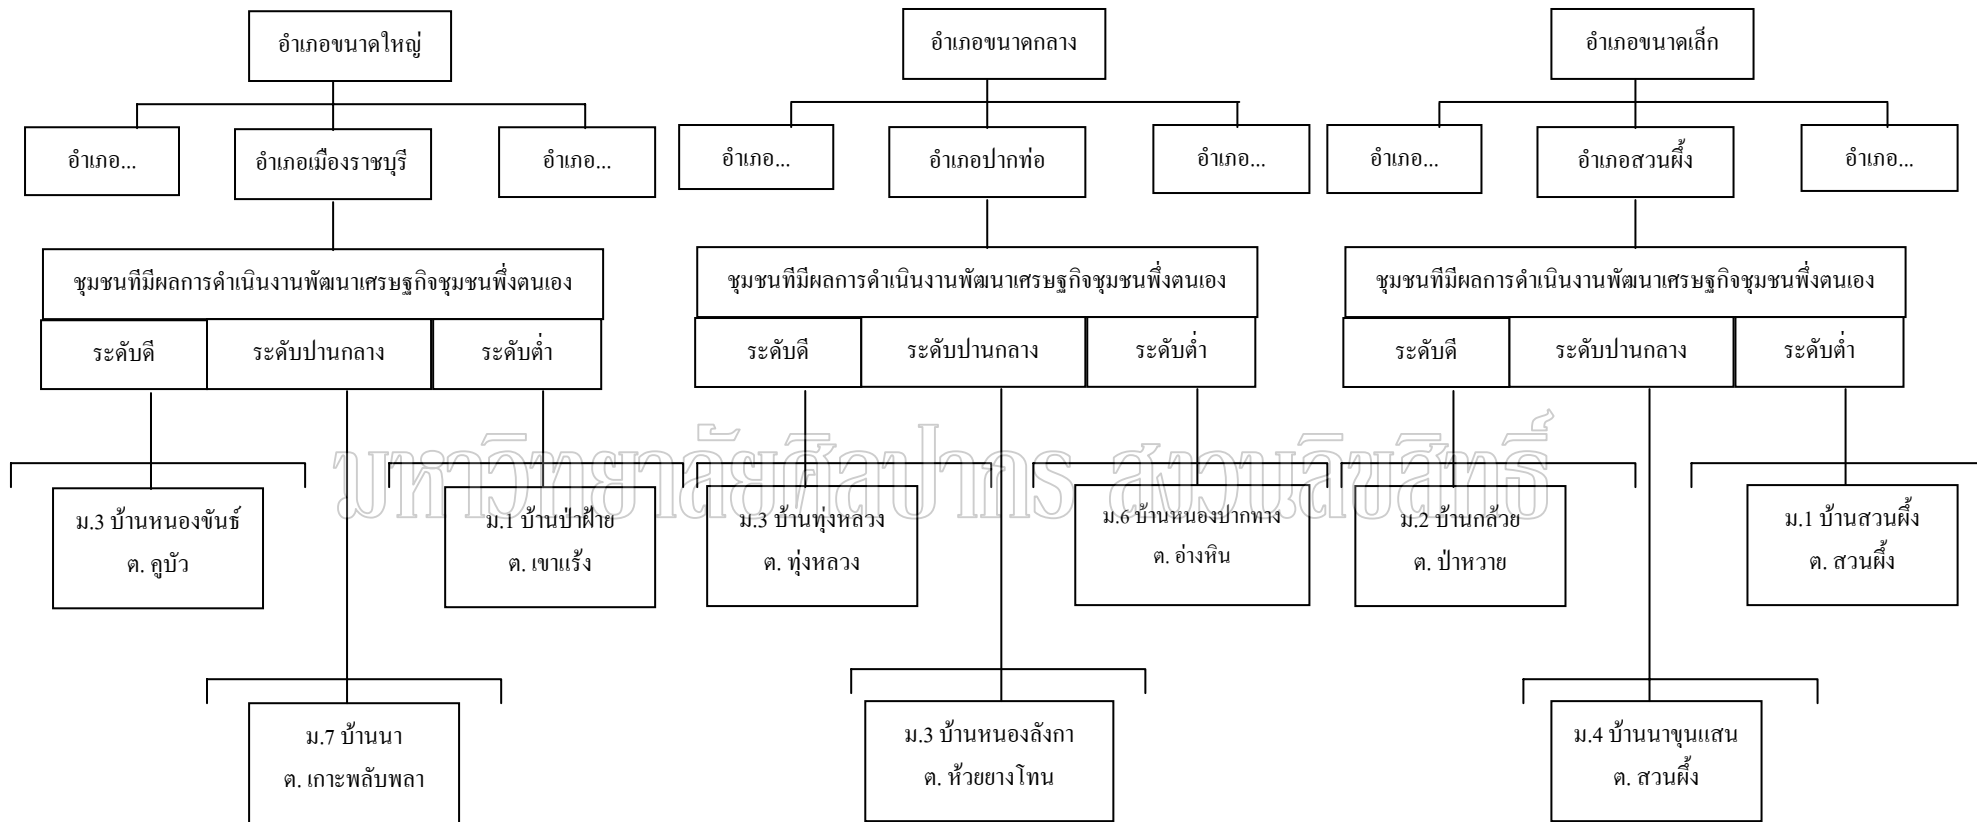 อำเภอขนาดใหญ่
อำเภอขนาดกลาง
อำเภอขนาดเล็ก
อำเภอ...
อำเภอเมืองราชบุรี
อำเภอ...
อำเภอ...
อำเภอปากท่อ
อำเภอ...
อำเภอ...
อำเภอสวนผึ้ง
อำเภอ...
ชุมชนที่มีผลการดำเนินงานพัฒนาเศรษฐกิจชุมชนพึ่งตนเอง
ชุมชนที่มีผลการดำเนินงานพัฒนาเศรษฐกิจชุมชนพึ่งตนเอง
ชุมชนที่มีผลการดำเนินงานพัฒนาเศรษฐกิจชุมชนพึ่งตนเอง
ระดับดี
ระดับปานกลาง
ระดับต่ำ
ระดับดี
ระดับปานกลาง
ระดับต่ำ
ระดับดี
ระดับปานกลาง
ระดับต่ำ
มหาวิทยาลัยศิลปากร สงวนลิขสิทธิ์
ม.3 บ้านหนองขันธ์
ต. คูบัว
ม.1 บ้านป่าฝ้าย
ต. เขาแร้ง
ม.3 บ้านทุ่งหลวง
ต. ทุ่งหลวง
ม.6 บ้านหนองปากทาง
ต. อ่างหิน
ม.2 บ้านกล้วย
ต. ป่าหวาย
ม.1 บ้านสวนผึ้ง
ต. สวนผึ้ง
ม.7 บ้านนา
ต. เกาะพลับพลา
ม.3 บ้านหนองลังกา
ต. ห้วยยางโทน
ม.4 บ้านนาขุนแสน
ต. สวนผึ้ง